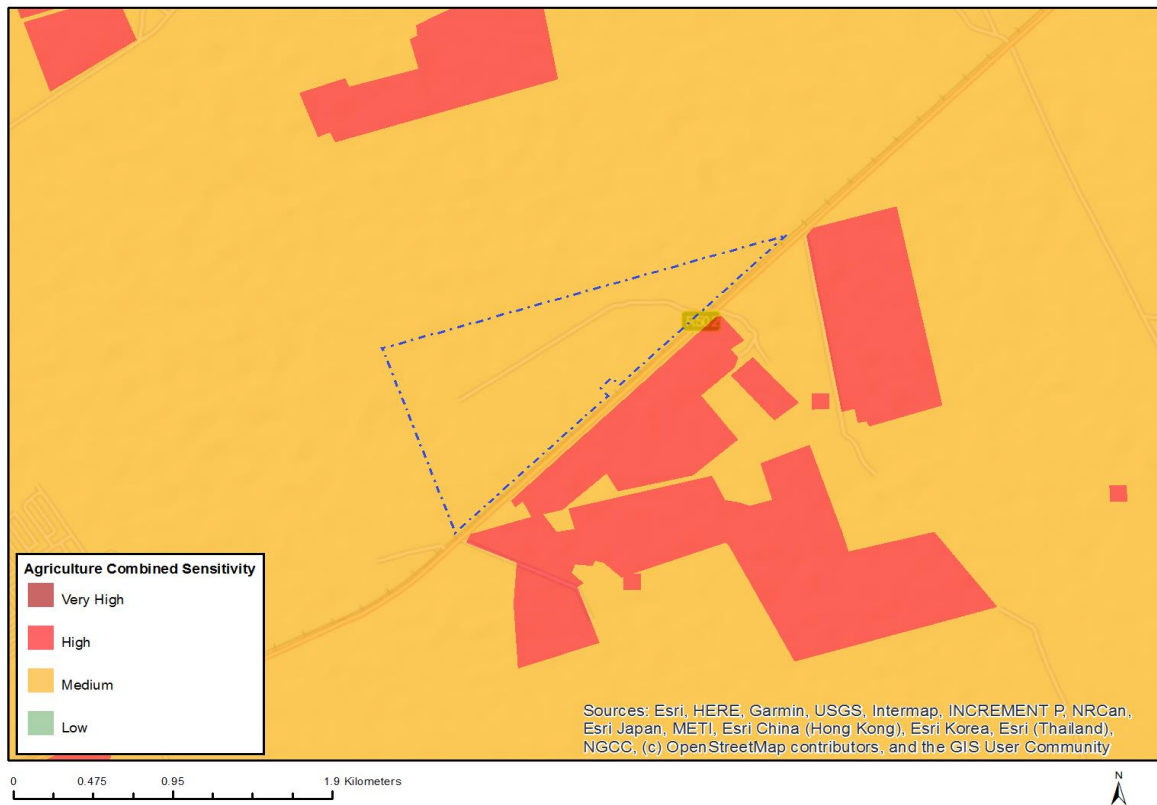 Agriculture Combined Sensitivity
Very High
High
Medium
Low
Sources: Esri, HERE, Garmin, USGS, Intermap, INCREMENT P, NRCan,
Esri Japan, METI, Esri China (Hong Kong), Esri Korea, Esri (Thailand),
NGCC, (c) OpenStreetMap contributors, and the GIS User Community
0 0.475 0.95 1.9 Kilometers
N